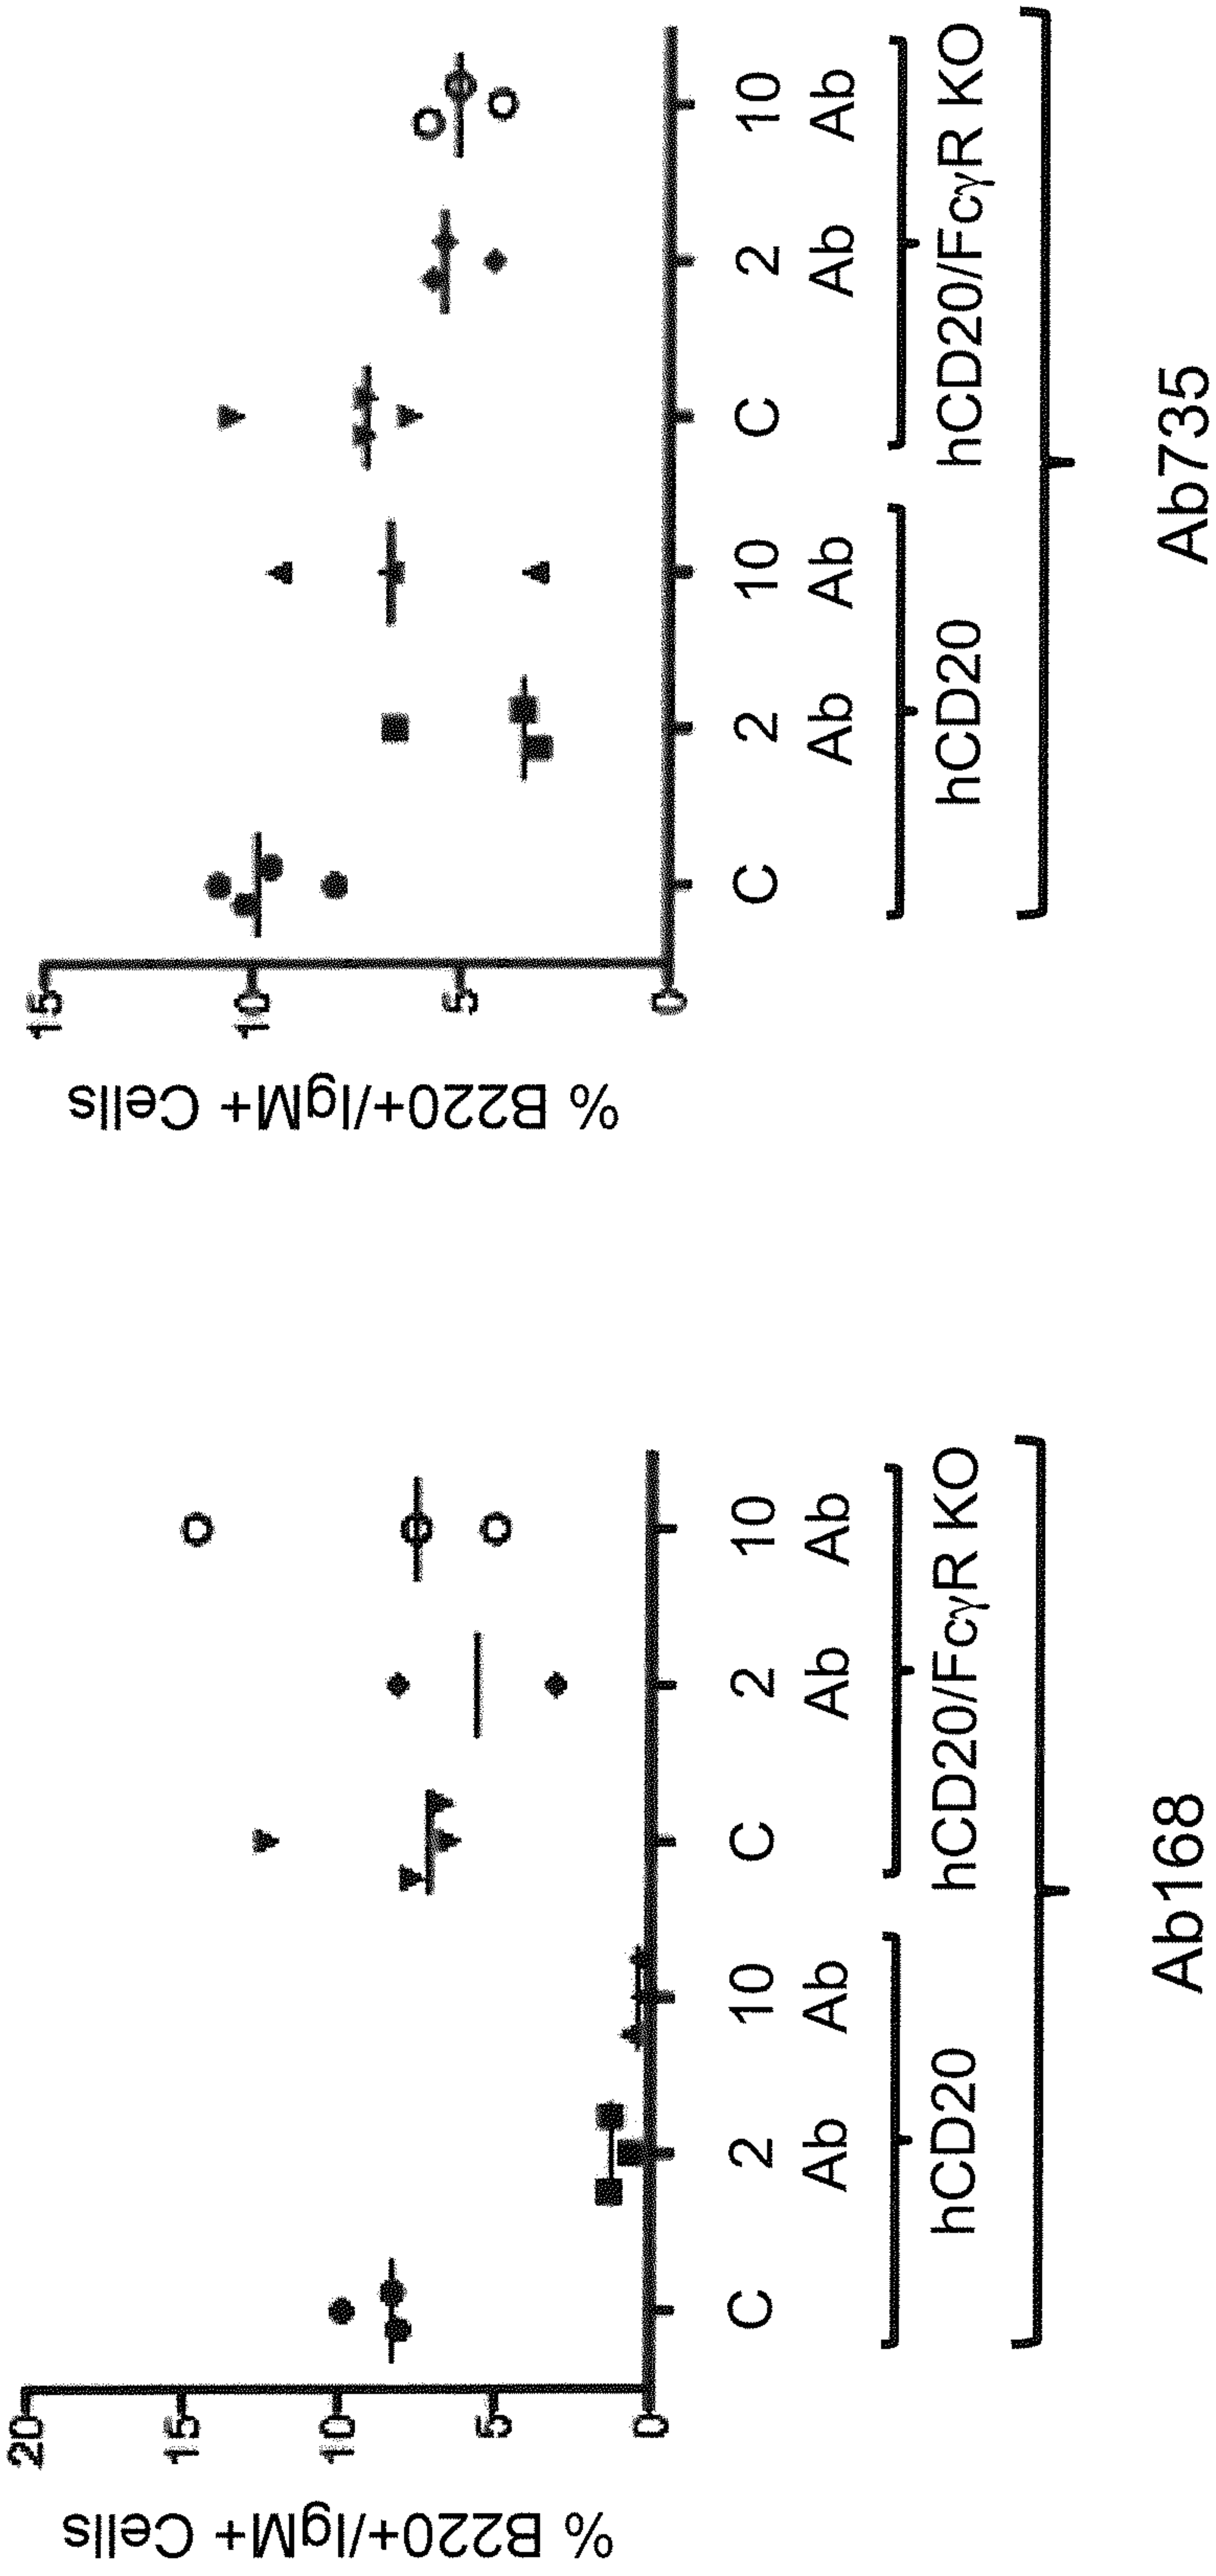 % B220+/IgM+ Cells
20
15
10
5
0
C 2 10 C 2 10
Ab Ab Ab Ab
hCD20 hCD20/FcγR KO
Ab168
% B220+/IgM+ Cells
15
10
5
0
C 2 10 C 2 10
Ab Ab Ab Ab
hCD20 hCD20/FcγR KO
Ab735